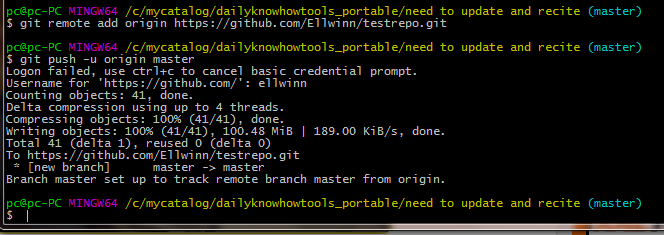 pc@pc-PC MINGW64 /c/mycatalog/dailyknowhowtools_portable/need to update and recite (master)
$ git remote add origin https://github.com/Ellwinn/testrepo.git
pc@pc-PC MINGW64 /c/mycatalog/dailyknowhowtools_portable/need to update and recite (master)
$ git push -u origin master
Logon failed, use ctrl+c to cancel basic credential prompt.
Username for 'https://github.com/': ellwinn
Counting objects: 41, done.
Delta compression using up to 4 threads.
Compressing objects: 100% (41/41), done.
Writing objects: 100% (41/41), 100.48 MiB | 189.00 KiB/s, done.
Total 41 (delta 1), reused 0 (delta 0)
To https://github.com/Ellwinn/testrepo.git
 * [new branch]      master -> master
Branch master set up to track remote branch master from origin.
pc@pc-PC MINGW64 /c/mycatalog/dailyknowhowtools_portable/need to update and recite (master)
$